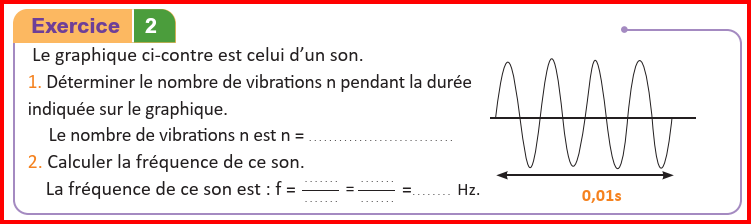 Exercice 2
Le graphique ci-contre est celui d’un son.
1. Déterminer le nombre de vibrations n pendant la durée
indiquée sur le graphique.
Le nombre de vibrations n est n = ............................
2. Calculer la fréquence de ce son.
La fréquence de ce son est : f = ....... / ....... = ....... / ....... =........ Hz.
0,01s